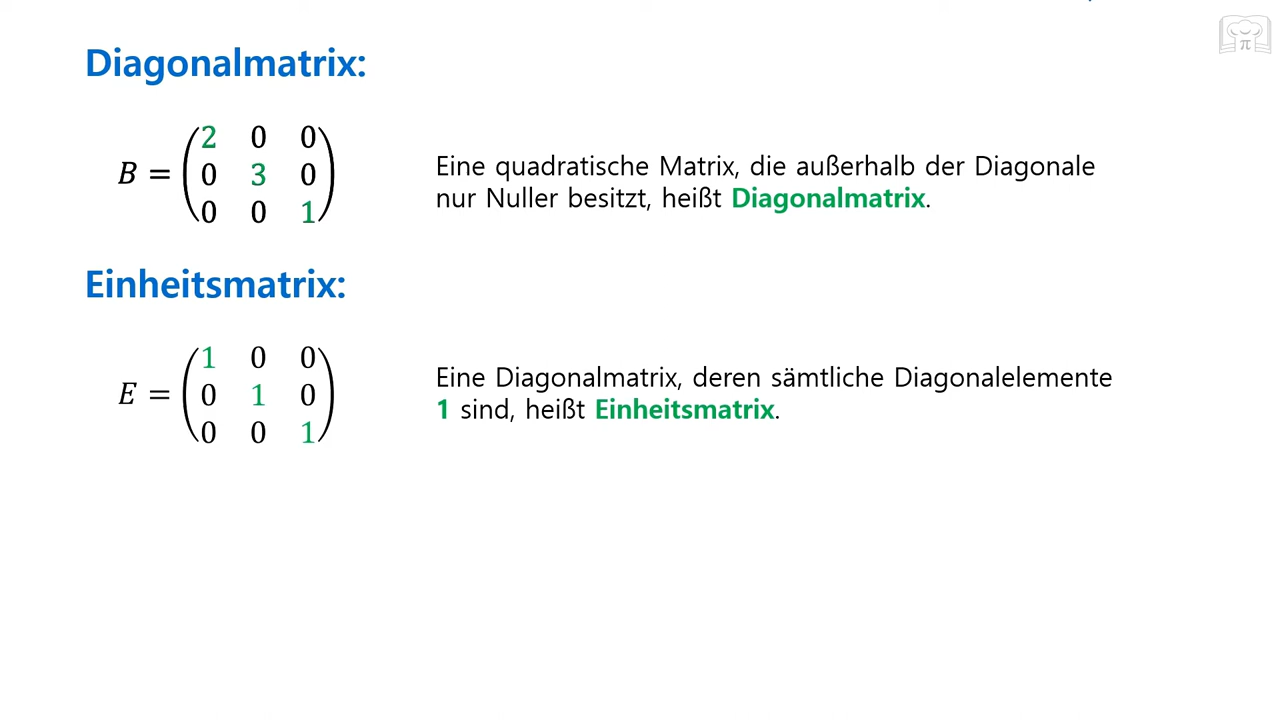 Diagonalmatrix:
2 0 0
B = 0 3 0
0 0 1
Eine quadratische Matrix, die außerhalb der Diagonale
nur Nuller besitzt, heißt Diagonalmatrix.
Einheitsmatrix:
1 0 0
E = 0 1 0
0 0 1
Eine Diagonalmatrix, deren sämtliche Diagonalelemente
1 sind, heißt Einheitsmatrix.
π